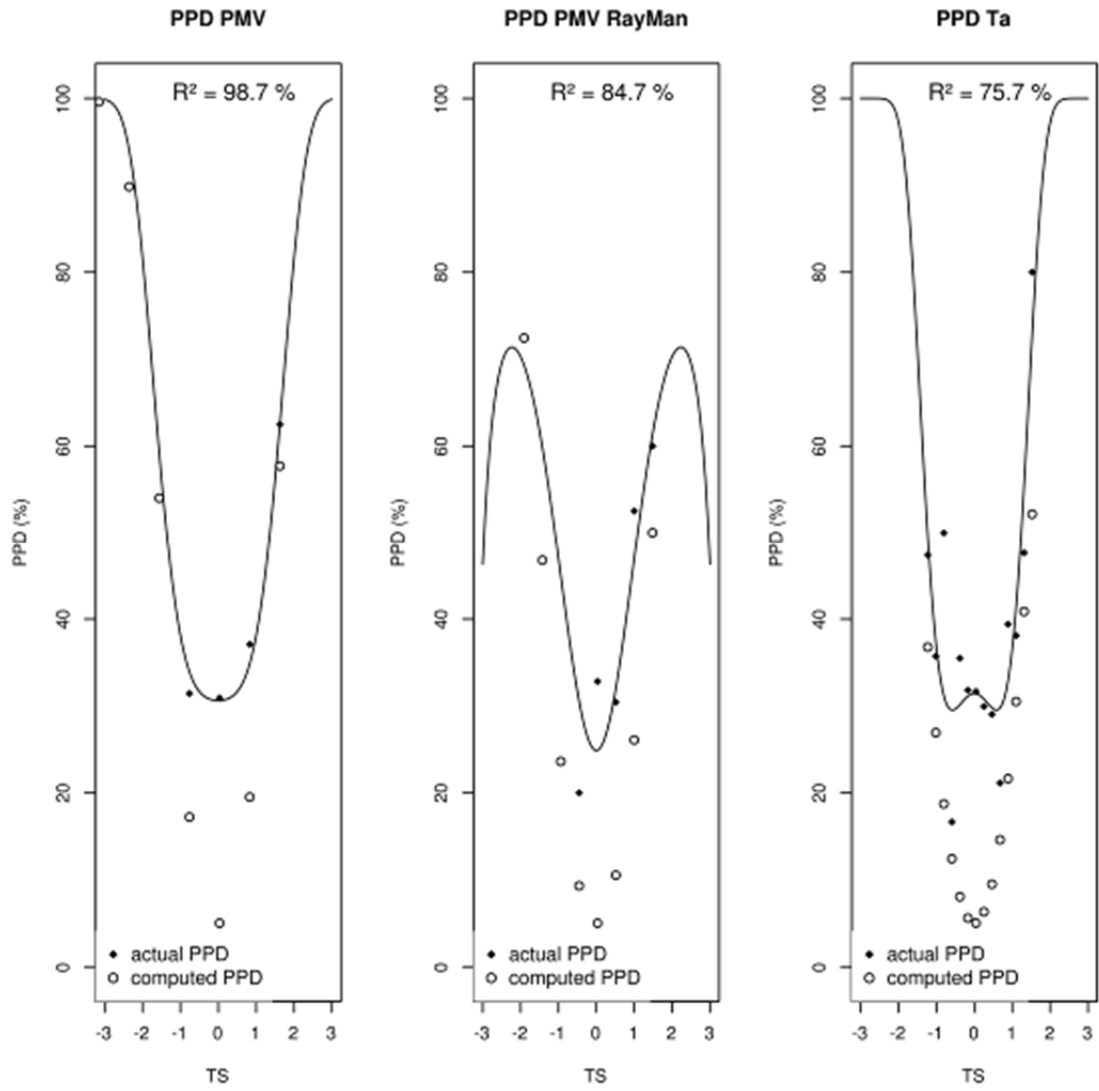 PPD PMV
R² = 98.7 %
PPD (%)
100
80
60
40
20
0
actual PPD
computed PPD
-3 -2 -1 0 1 2 3
TS
PPD PMV RayMan
R² = 84.7 %
PPD (%)
100
80
60
40
20
0
actual PPD
computed PPD
-3 -2 -1 0 1 2 3
TS
PPD Ta
R² = 75.7 %
PPD (%)
100
80
60
40
20
0
actual PPD
computed PPD
-3 -2 -1 0 1 2 3
TS